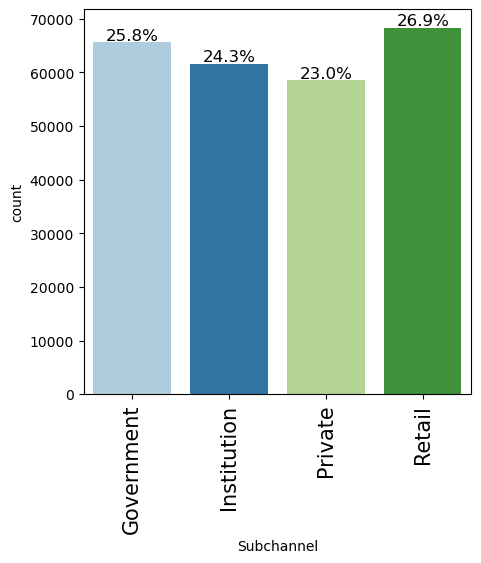 70000
60000
50000
40000
30000
20000
10000
0
count
25.8%
24.3%
23.0%
26.9%
Government
Institution
Private
Retail
Subchannel